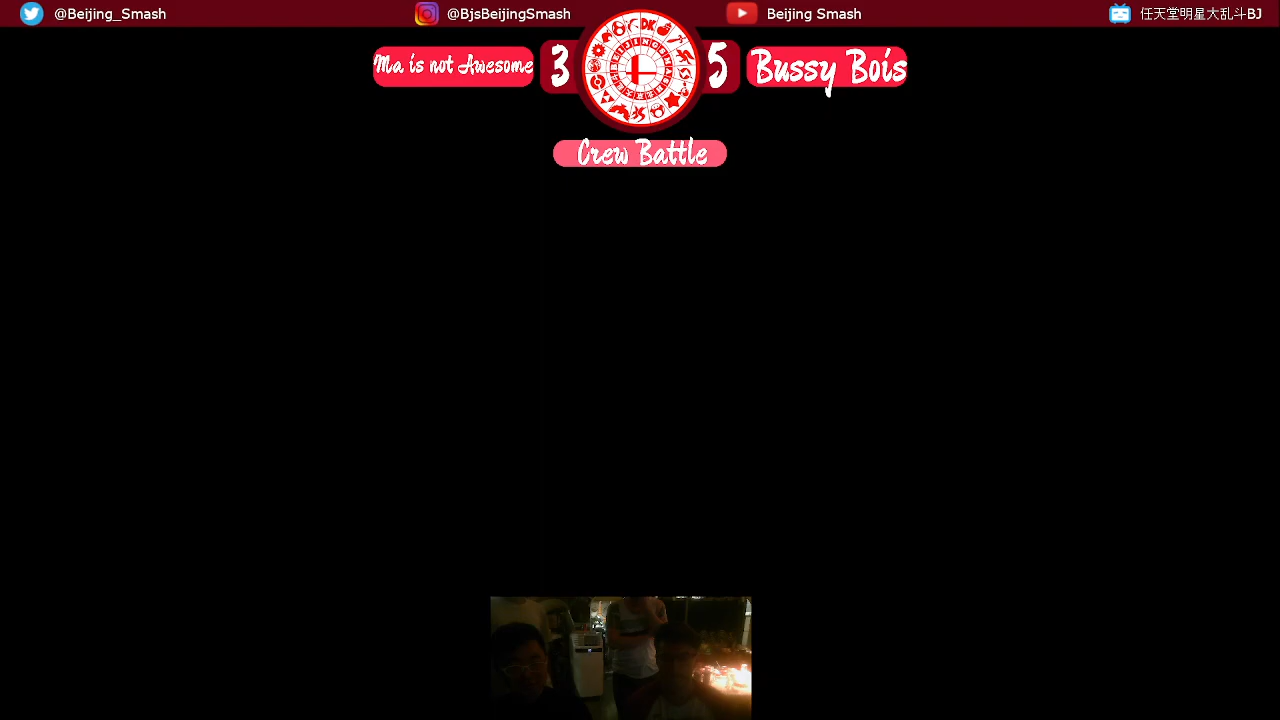 @Beijing_Smash
@BjsBeijingSmash
Beijing Smash
任天堂明星大乱斗BJ
Ma is not Awesome
3
5
Bussy Bois
Crew Battle